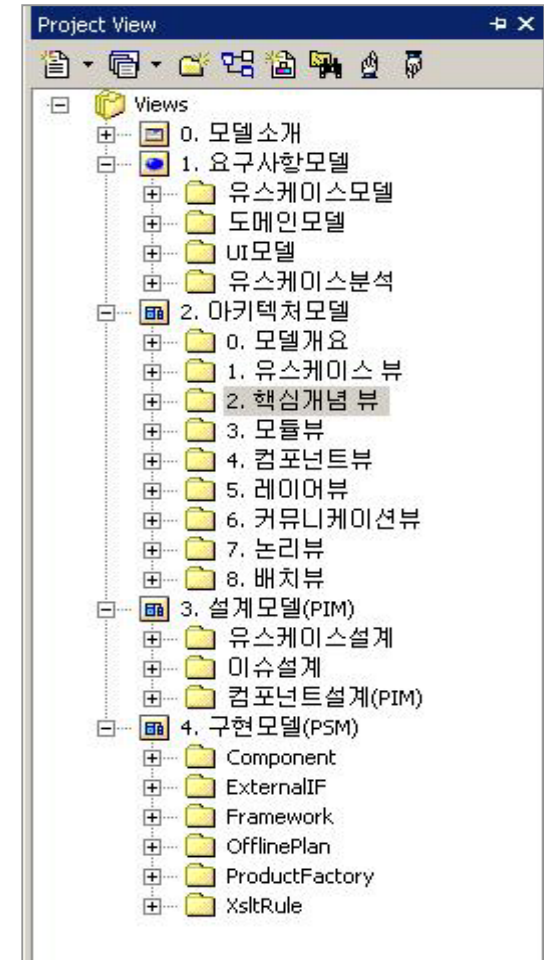 Project View
Views
0. 모델소개
1. 요구사항모델
유스케이스모델
도메인모델
UI모델
유스케이스분석
2. 아키텍처모델
0. 모델개요
1. 유스케이스 뷰
2. 핵심개념 뷰
3. 모듈뷰
4. 컴포넌트뷰
5. 레이어뷰
6. 커뮤니케이션뷰
7. 논리뷰
8. 배치뷰
3. 설계모델(PIM)
유스케이스설계
이슈설계
컴포넌트설계(PIM)
4. 구현모델(PSM)
Component
ExternalIF
Framework
OfflinePlan
ProductFactory
XsltRule